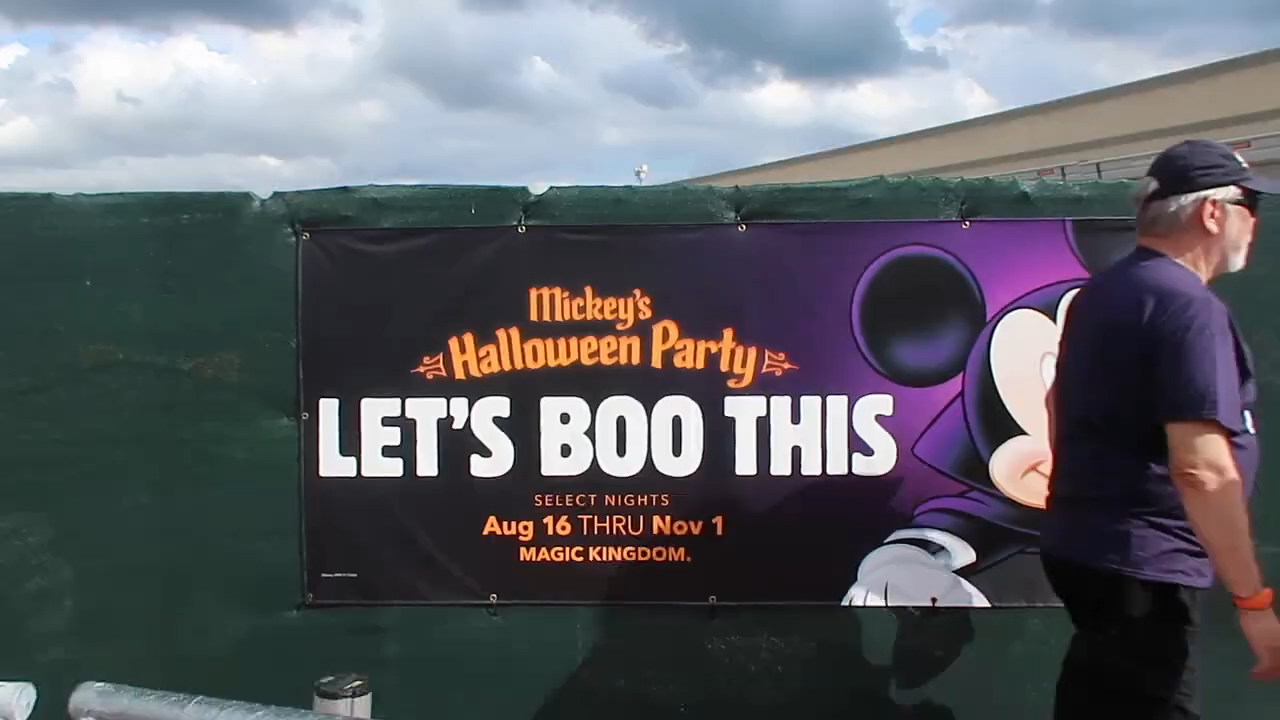 Mickey's
Halloween Party
LET'S BOO THIS
SELECT NIGHTS
Aug 16 THRU Nov 1
MAGIC KINGDOM.